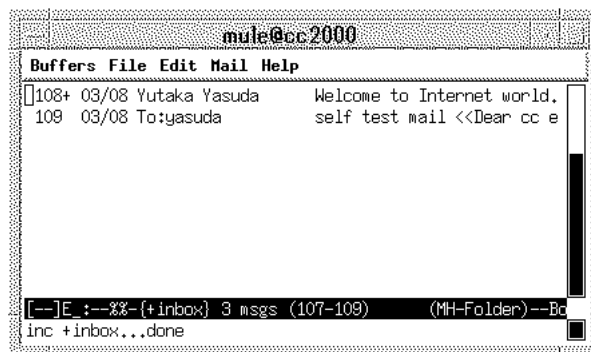 mule@cc2000
Buffers File Edit Mail Help
108+ 03/08 Yutaka Yasuda Welcome to Internet world.
109 03/08 To:yasuda self test mail <<Dear cc e
[--]E_:--%%-{+inbox} 3 msgs (107-109) (MH-Folder)--Bo
inc +inbox...done